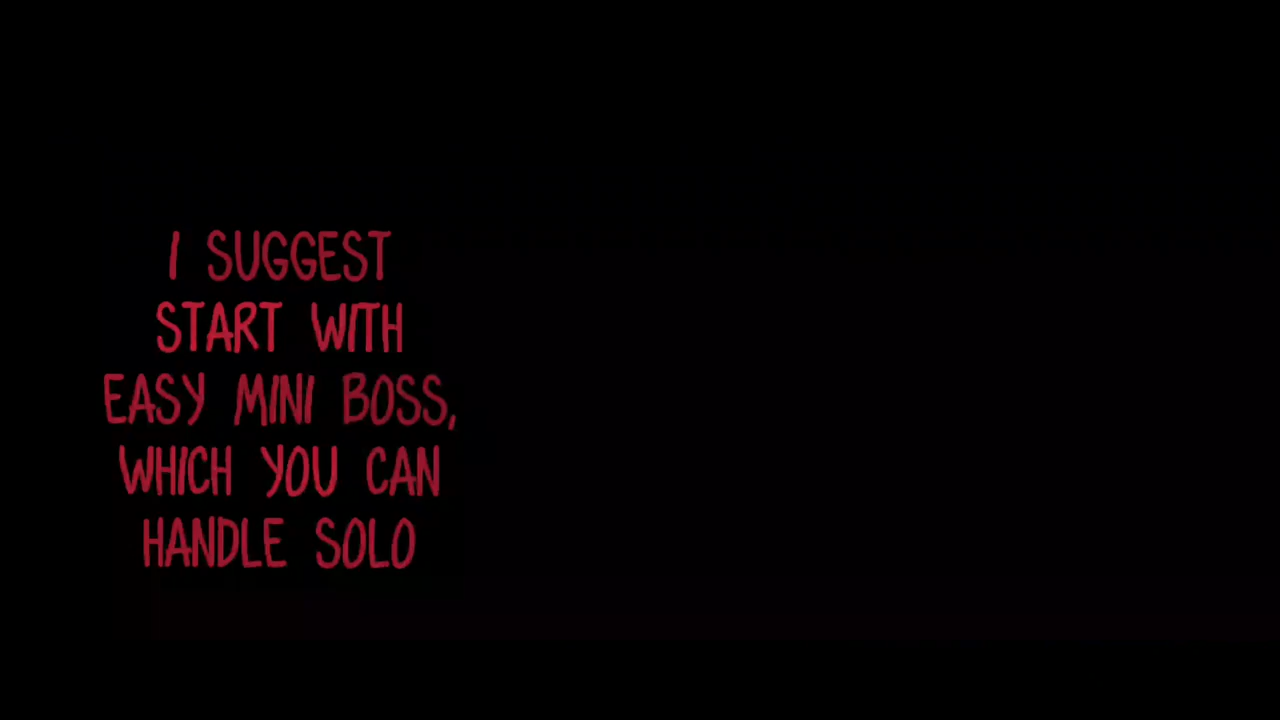 I SUGGEST
START WITH
EASY MINI BOSS,
WHICH YOU CAN
HANDLE SOLO